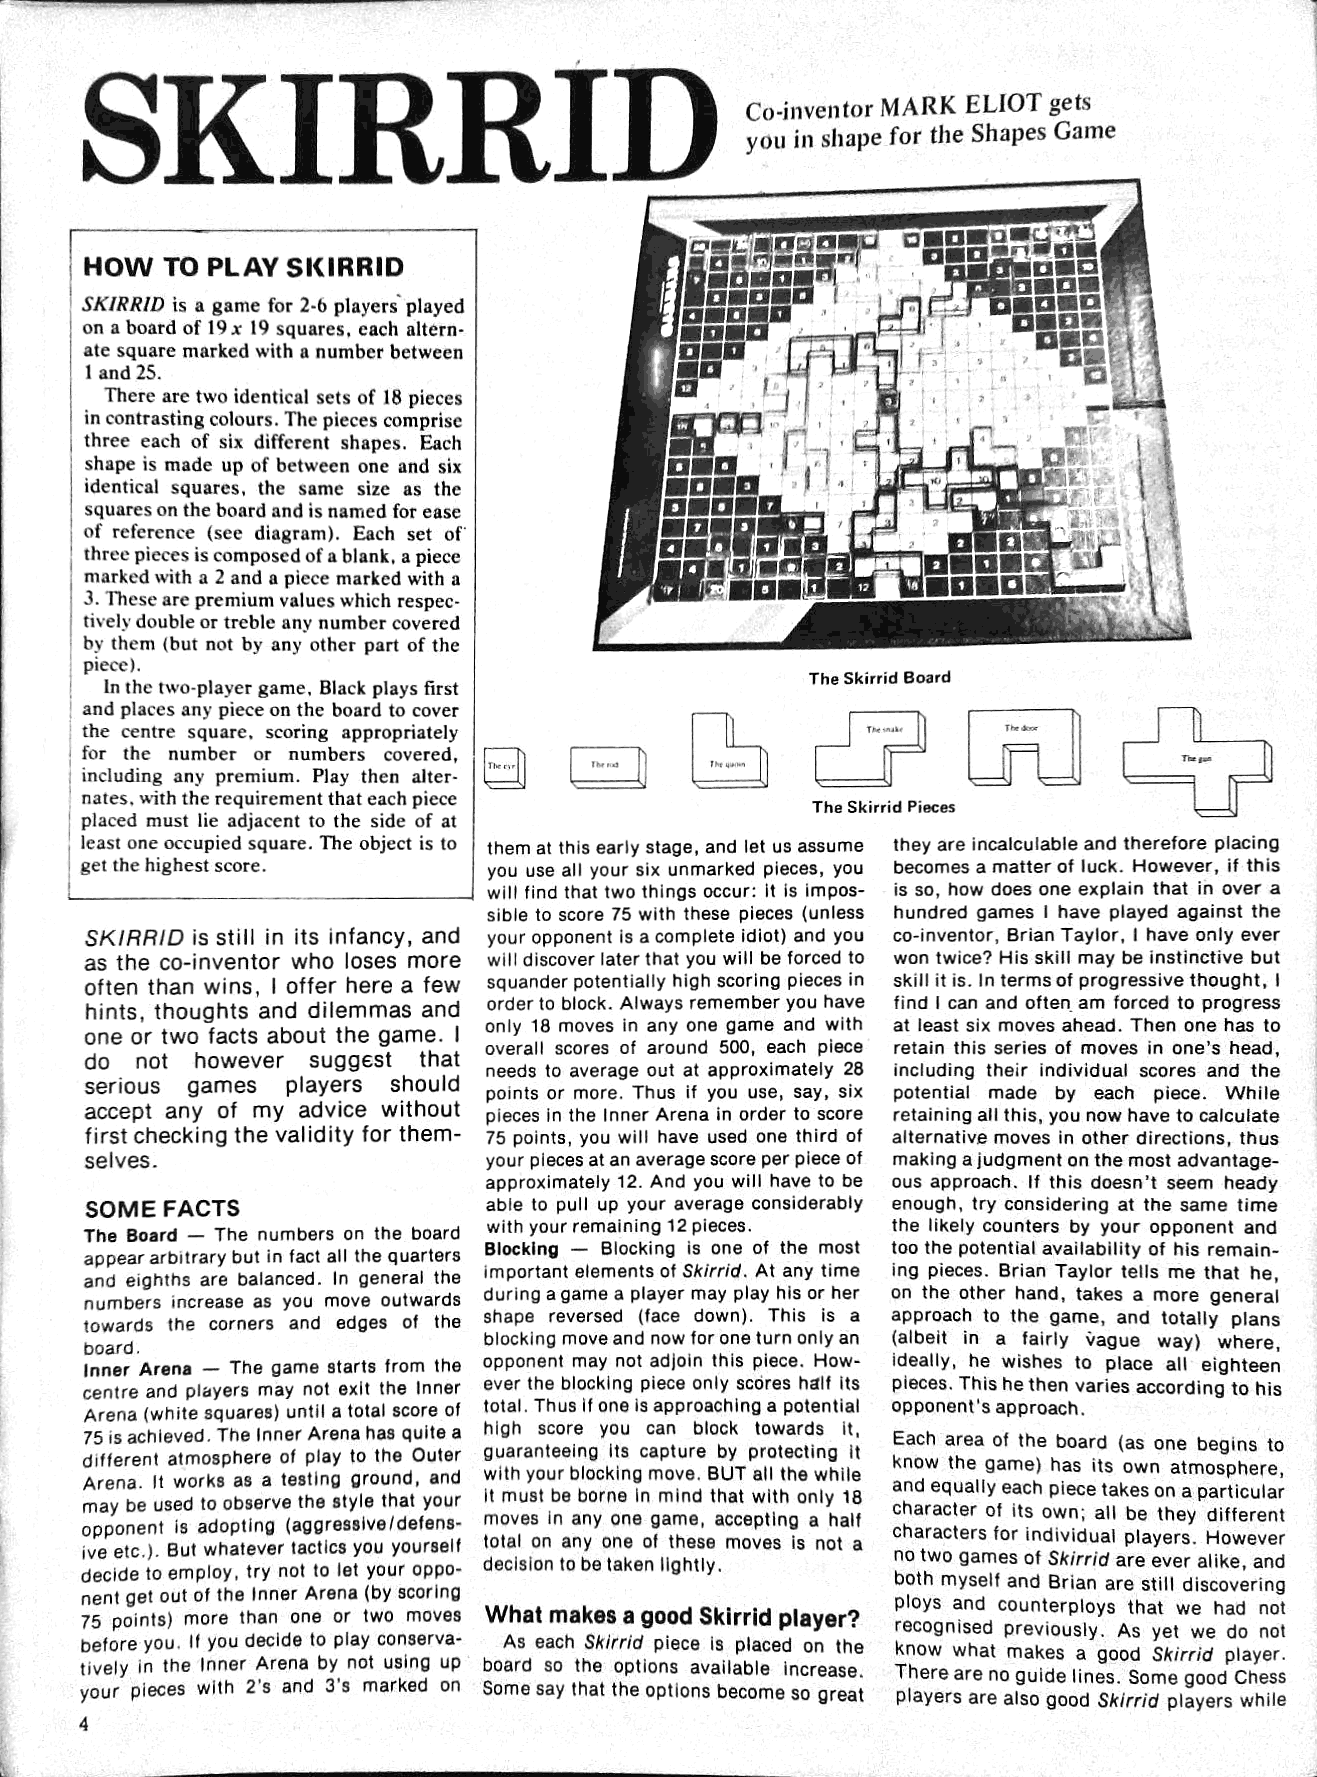 SKIRRID
Co-inventor MARK ELIOT gets
you in shape for the Shapes Game
HOW TO PLAY SKIRRID
SKIRRID is a game for 2-6 players played
on a board of 19 x 19 squares, each altern-
ate square marked with a number between
1 and 25.
There are two identical sets of 18 pieces
in contrasting colours. The pieces comprise
three each of six different shapes. Each
shape is made up of between one and six
identical squares, the same size as the
squares on the board and is named for ease
of reference (see diagram). Each set of
three pieces is composed of a blank, a piece
marked with a 2 and a piece marked with a
3. These are premium values which respec-
tively double or treble any number covered
by them (but not by any other part of the
piece).
In the two-player game, Black plays first
and places any piece on the board to cover
the centre square, scoring appropriately
for the number or numbers covered,
including any premium. Play then alter-
nates, with the requirement that each piece
placed must lie adjacent to the side of at
least one occupied square. The object is to
get the highest score.
The Skirrid Board
The eye
The rod
The quoin
The snake
The door
The gun
The Skirrid Pieces
SKIRRID is still in its infancy, and
as the co-inventor who loses more
often than wins, I offer here a few
hints, thoughts and dilemmas and
one or two facts about the game. I
do not however suggest that
serious games players should
accept any of my advice without
first checking the validity for them-
selves.
SOME FACTS
The Board — The numbers on the board
appear arbitrary but in fact all the quarters
and eighths are balanced. In general the
numbers increase as you move outwards
towards the corners and edges of the
board.
Inner Arena — The game starts from the
centre and players may not exit the Inner
Arena (white squares) until a total score of
75 is achieved. The Inner Arena has quite a
different atmosphere of play to the Outer
Arena. It works as a testing ground, and
may be used to observe the style that your
opponent is adopting (aggressive/defens-
ive etc.). But whatever tactics you yourself
decide to employ, try not to let your oppo-
nent get out of the Inner Arena (by scoring
75 points) more than one or two moves
before you. If you decide to play conserva-
tively in the Inner Arena by not using up
your pieces with 2's and 3's marked on
4
them at this early stage, and let us assume
you use all your six unmarked pieces, you
will find that two things occur: it is impos-
sible to score 75 with these pieces (unless
your opponent is a complete idiot) and you
will discover later that you will be forced to
squander potentially high scoring pieces in
order to block. Always remember you have
only 18 moves in any one game and with
overall scores of around 500, each piece
needs to average out at approximately 28
points or more. Thus if you use, say, six
pieces in the Inner Arena in order to score
75 points, you will have used one third of
your pieces at an average score per piece of
approximately 12. And you will have to be
able to pull up your average considerably
with your remaining 12 pieces.
Blocking — Blocking is one of the most
important elements of Skirrid. At any time
during a game a player may play his or her
shape reversed (face down). This is a
blocking move and now for one turn only an
opponent may not adjoin this piece. How-
ever the blocking piece only scores half its
total. Thus if one is approaching a potential
high score you can block towards it,
guaranteeing its capture by protecting it
with your blocking move. BUT all the while
it must be borne in mind that with only 18
moves in any one game, accepting a half
total on any one of these moves is not a
decision to be taken lightly.
What makes a good Skirrid player?
As each Skirrid piece is placed on the
board so the options available increase.
Some say that the options become so great
they are incalculable and therefore placing
becomes a matter of luck. However, if this
is so, how does one explain that in over a
hundred games I have played against the
co-inventor, Brian Taylor, I have only ever
won twice? His skill may be instinctive but
skill it is. In terms of progressive thought, I
find I can and often am forced to progress
at least six moves ahead. Then one has to
retain this series of moves in one's head,
including their individual scores and the
potential made by each piece. While
retaining all this, you now have to calculate
alternative moves in other directions, thus
making a judgment on the most advantage-
ous approach. If this doesn't seem heady
enough, try considering at the same time
the likely counters by your opponent and
too the potential availability of his remain-
ing pieces. Brian Taylor tells me that he,
on the other hand, takes a more general
approach to the game, and totally plans
(albeit in a fairly vague way) where,
ideally, he wishes to place all eighteen
pieces. This he then varies according to his
opponent's approach.
Each area of the board (as one begins to
know the game) has its own atmosphere,
and equally each piece takes on a particular
character of its own; all be they different
characters for individual players. However
no two games of Skirrid are ever alike, and
both myself and Brian are still discovering
ploys and counterploys that we had not
recognised previously. As yet we do not
know what makes a good Skirrid player.
There are no guide lines. Some good Chess
players are also good Skirrid players while